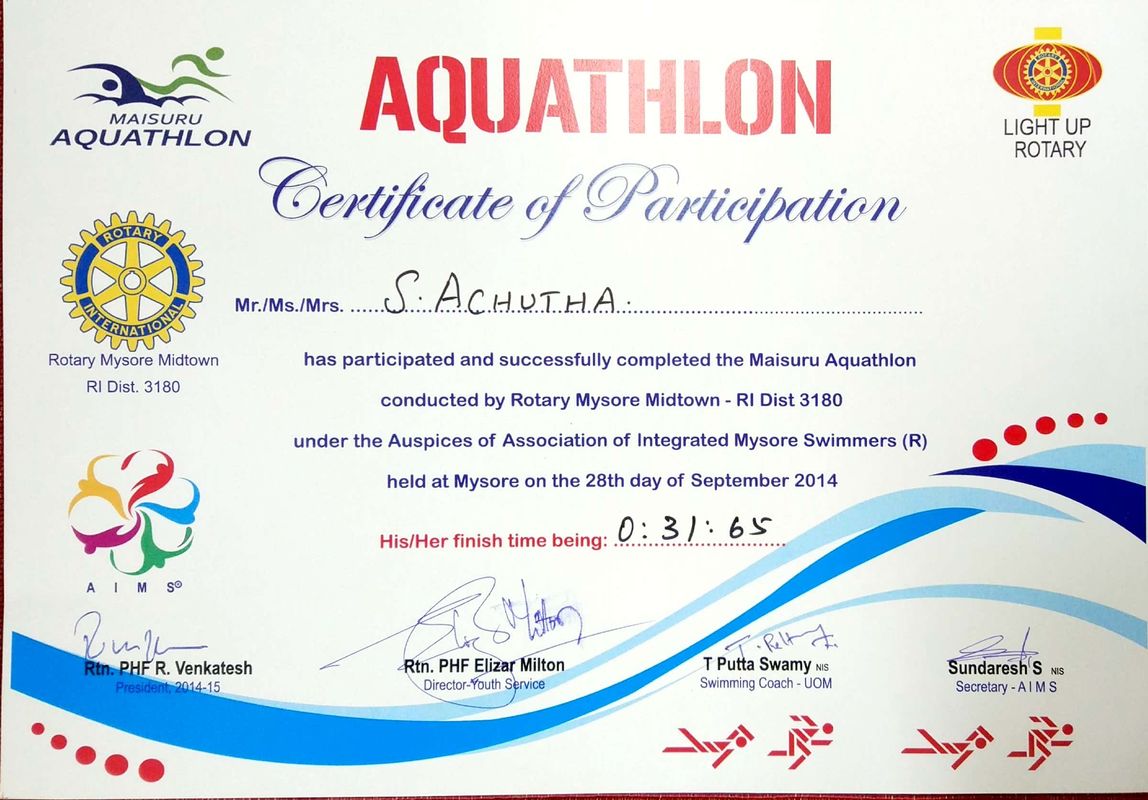 MAISURU
AQUATHLON
AQUATHLON
LIGHT UP
ROTARY
Certificate of Participation
ROTARY
INTERNATIONAL
Rotary Mysore Midtown
RI Dist. 3180
Mr./Ms./Mrs. S. ACHUTHA.
has participated and successfully completed the Maisuru Aquathlon
conducted by Rotary Mysore Midtown - RI Dist 3180
under the Auspices of Association of Integrated Mysore Swimmers (R)
held at Mysore on the 28th day of September 2014
His/Her finish time being: 0:31:65
A I M S®
Rtn. PHF R. Venkatesh
President, 2014-15
Rtn. PHF Elizar Milton
Director-Youth Service
T Putta Swamy NIS
Swimming Coach - UOM
Sundaresh S NIS
Secretary - A I M S